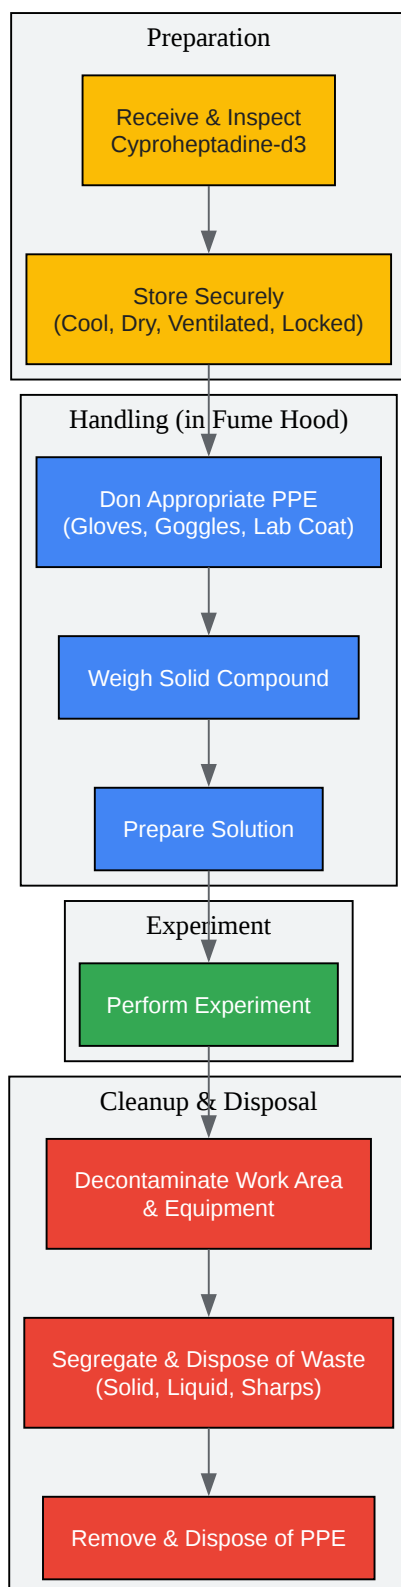 Preparation
Receive & Inspect
Cyproheptadine-d3
Store Securely
(Cool, Dry, Ventilated, Locked)
Handling (in Fume Hood)
Don Appropriate PPE
(Gloves, Goggles, Lab Coat)
Weigh Solid Compound
Prepare Solution
Experiment
Perform Experiment
Cleanup & Disposal
Decontaminate Work Area
& Equipment
Segregate & Dispose of Waste
(Solid, Liquid, Sharps)
Remove & Dispose of PPE